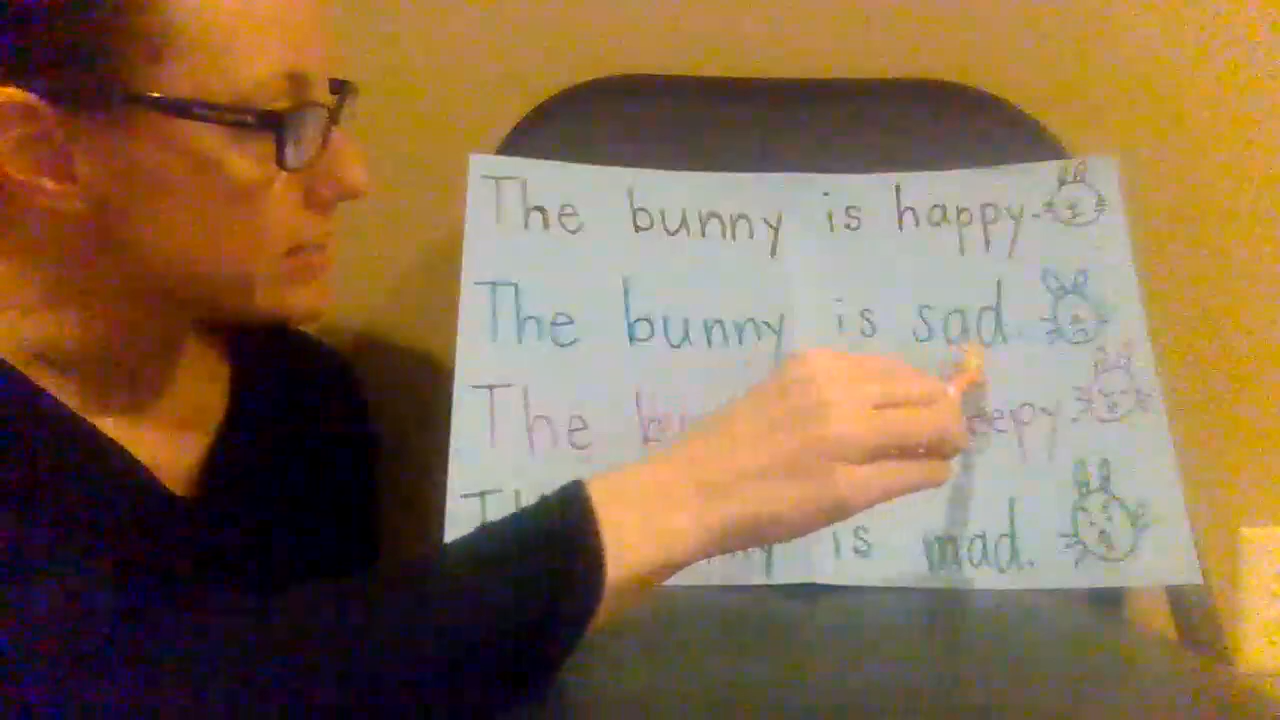 The bunny is happy.
The bunny is sad.
The
is mad.